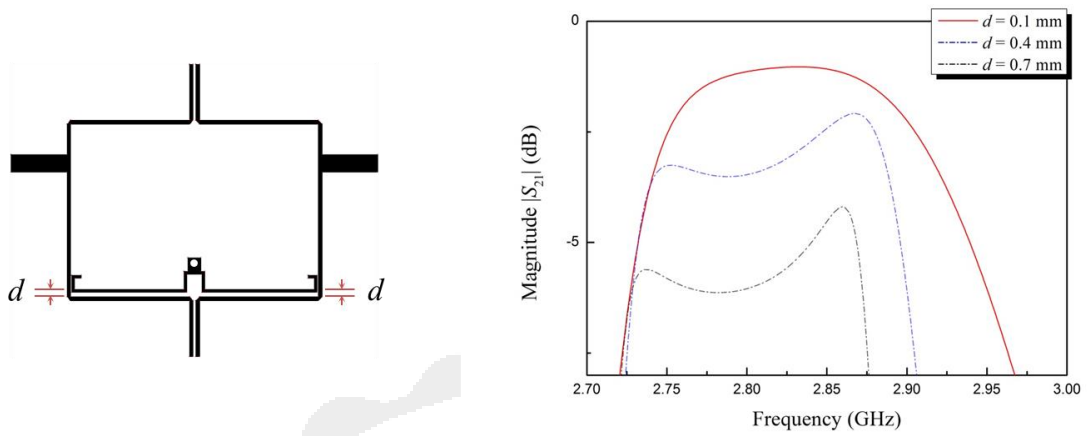 d
d
0
-5
Magnitude |S21| (dB)
d = 0.1 mm
d = 0.4 mm
d = 0.7 mm
2.70 2.75 2.80 2.85 2.90 2.95 3.00
Frequency (GHz)